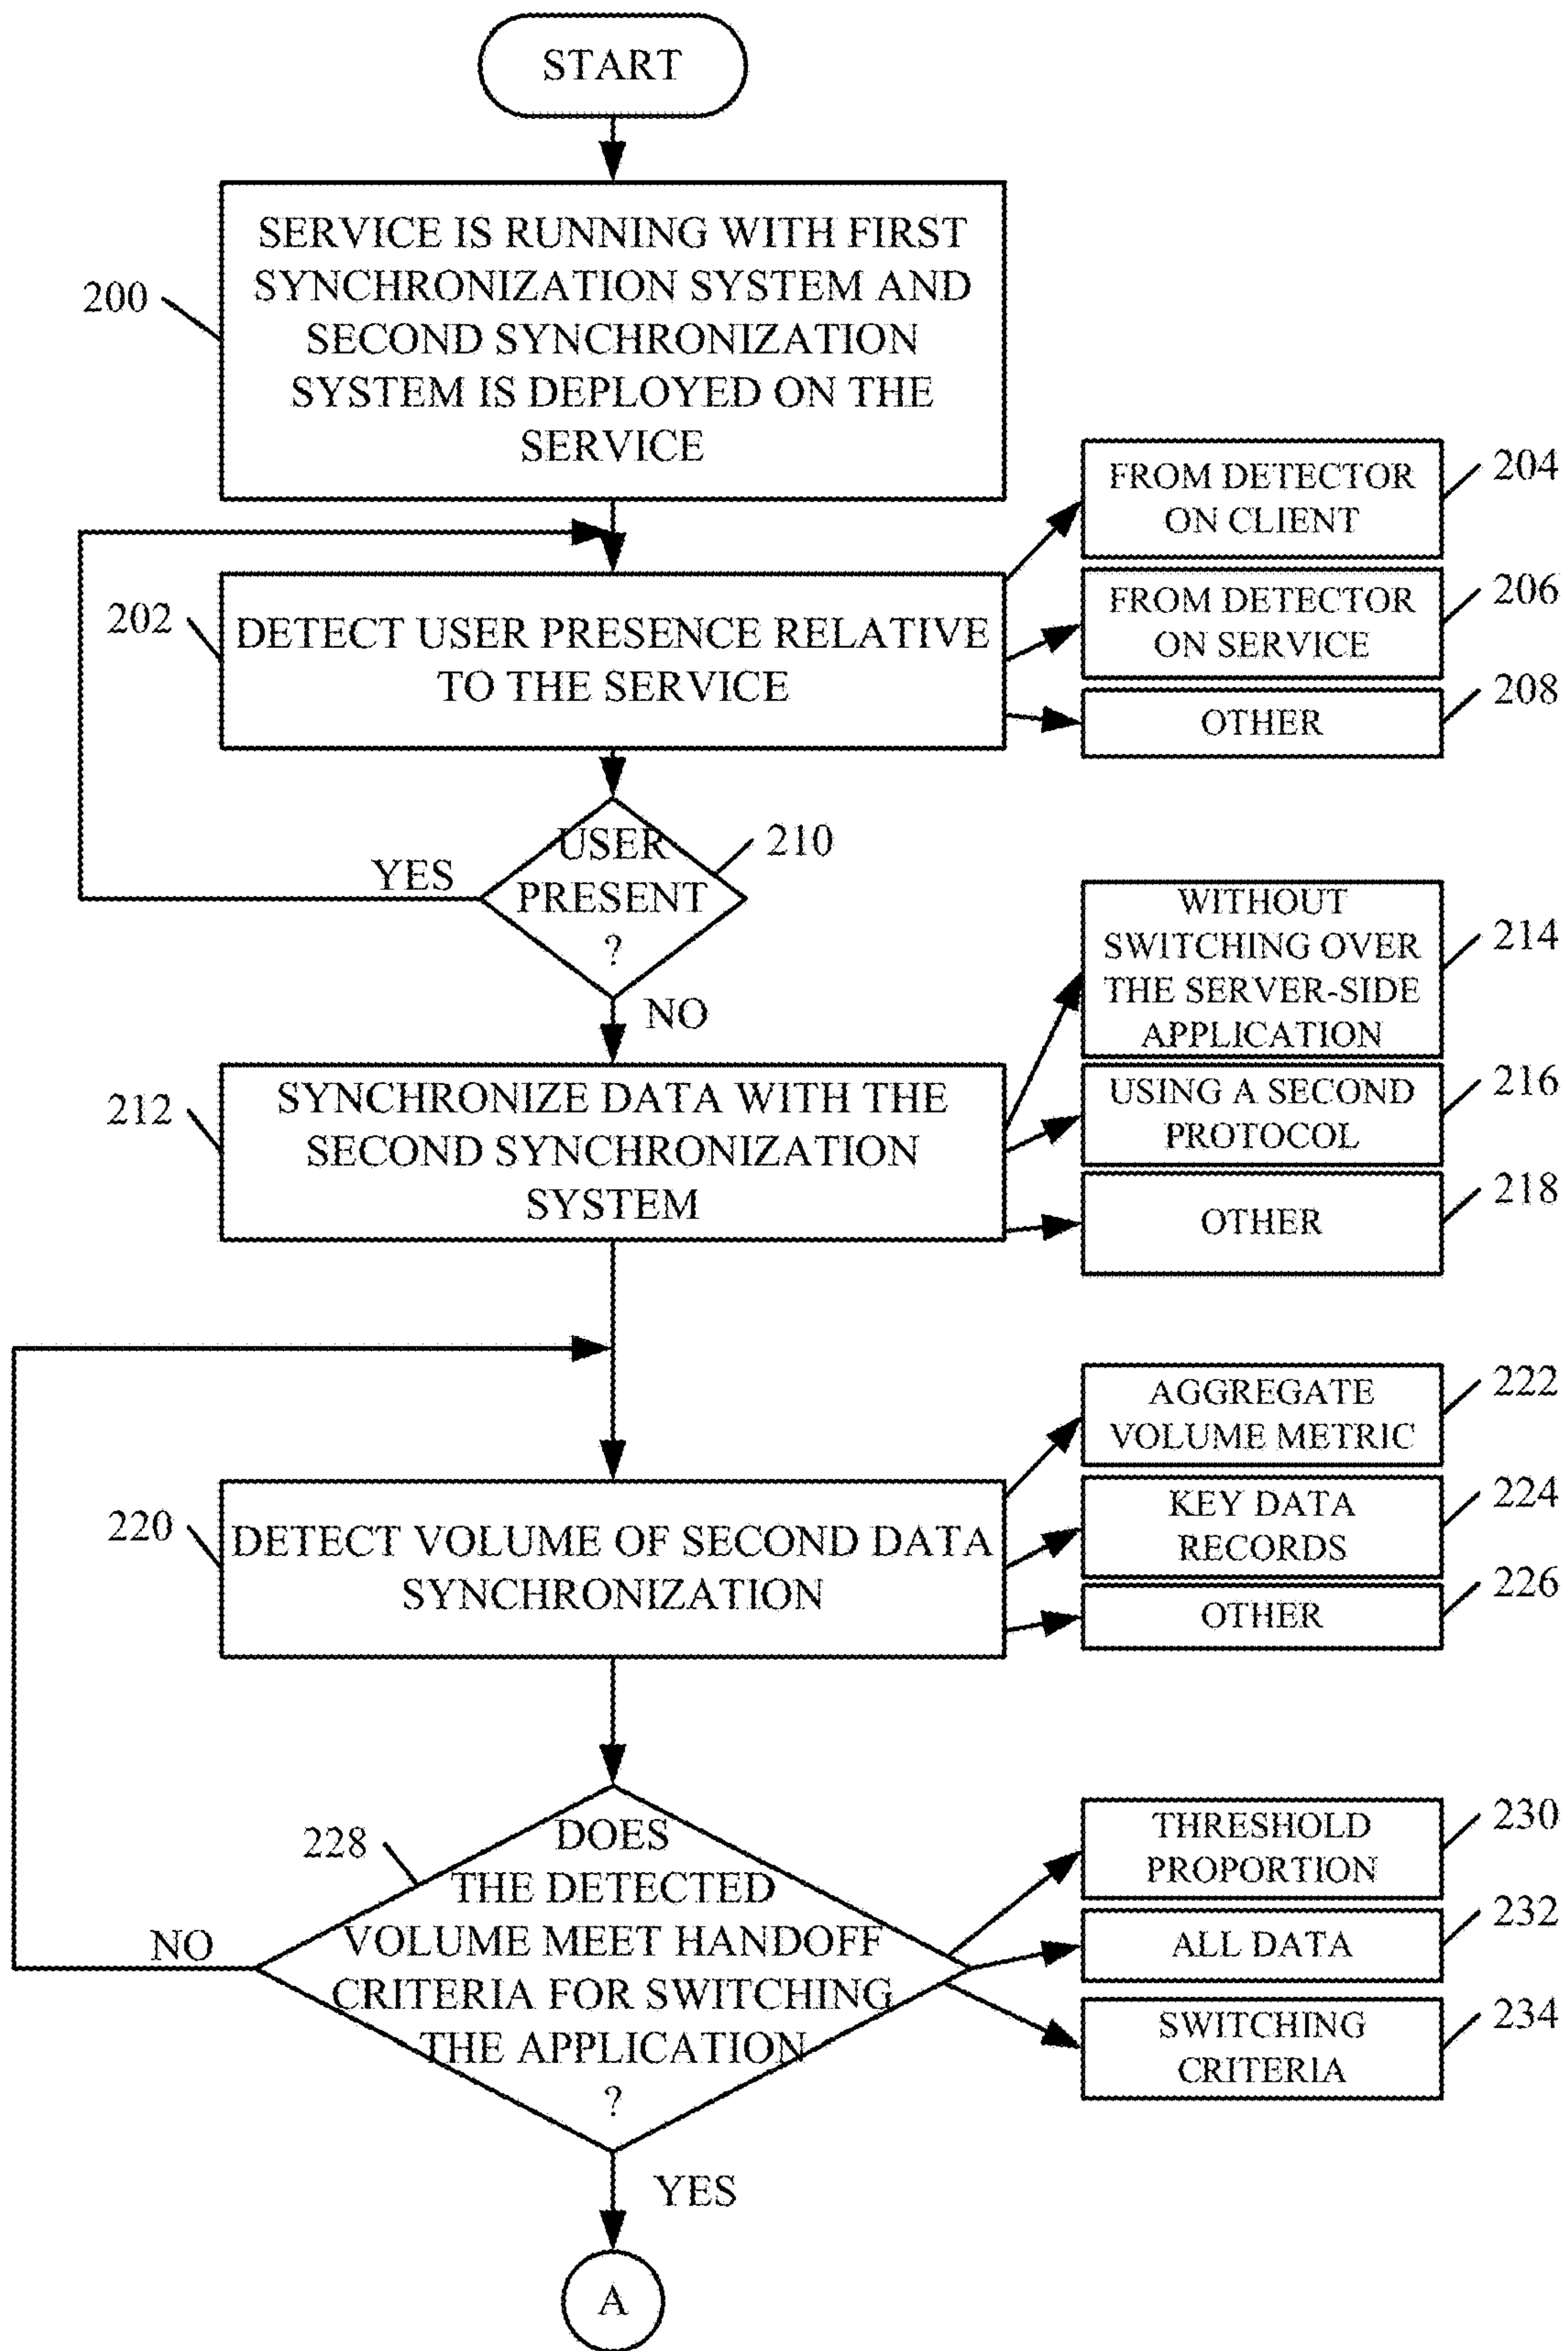 START
SERVICE IS RUNNING WITH FIRST
SYNCHRONIZATION SYSTEM AND
SECOND SYNCHRONIZATION
SYSTEM IS DEPLOYED ON THE
SERVICE
200
FROM DETECTOR
ON CLIENT
204
DETECT USER PRESENCE RELATIVE
TO THE SERVICE
202
FROM DETECTOR
ON SERVICE
206
OTHER
208
USER
PRESENT
?
210
YES
NO
WITHOUT
SWITCHING OVER
THE SERVER-SIDE
APPLICATION
214
SYNCHRONIZE DATA WITH THE
SECOND SYNCHRONIZATION
SYSTEM
212
USING A SECOND
PROTOCOL
216
OTHER
218
AGGREGATE
VOLUME METRIC
222
DETECT VOLUME OF SECOND DATA
SYNCHRONIZATION
220
KEY DATA
RECORDS
224
OTHER
226
DOES
THE DETECTED
VOLUME MEET HANDOFF
CRITERIA FOR SWITCHING
THE APPLICATION
?
228
NO
THRESHOLD
PROPORTION
230
ALL DATA
232
SWITCHING
CRITERIA
234
YES
A